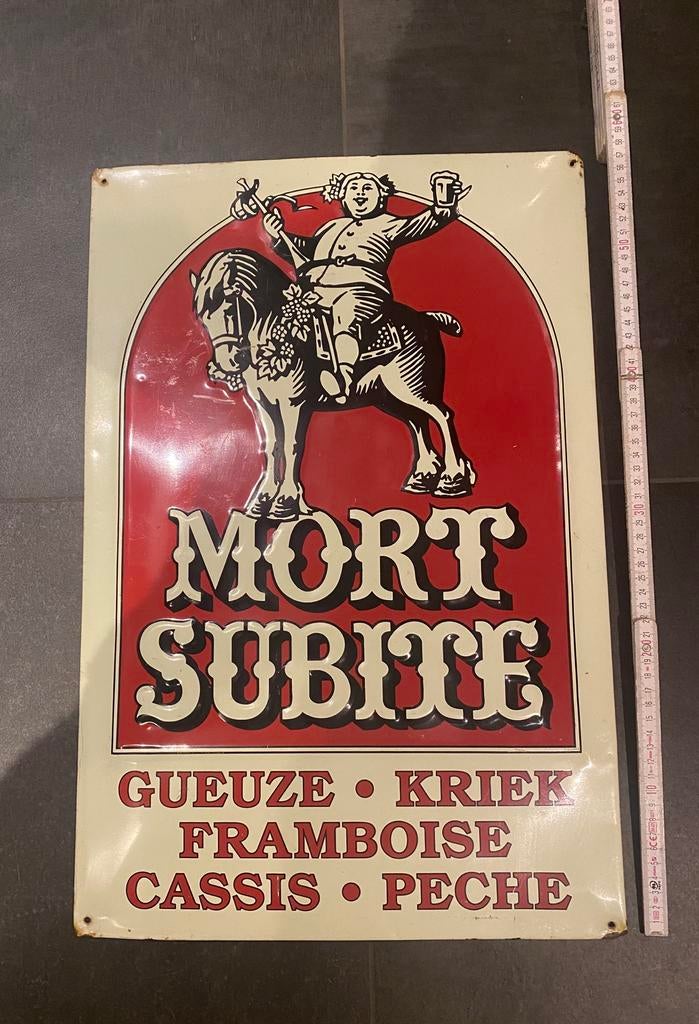 MORT
SUBITE
GUEUZE • KRIEK
FRAMBOISE
CASSIS • PECHE